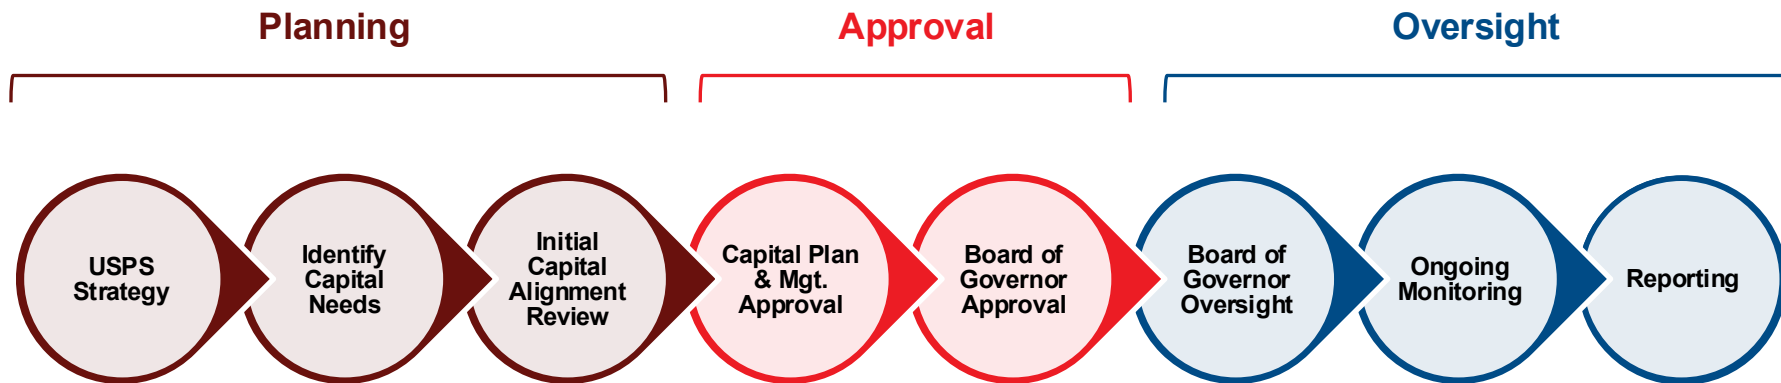 Planning
Approval
Oversight
USPS
Strategy
Identify
Capital
Needs
Initial
Capital
Alignment
Review
Capital Plan
& Mgt.
Approval
Board of
Governor
Approval
Board of
Governor
Oversight
Ongoing
Monitoring
Reporting